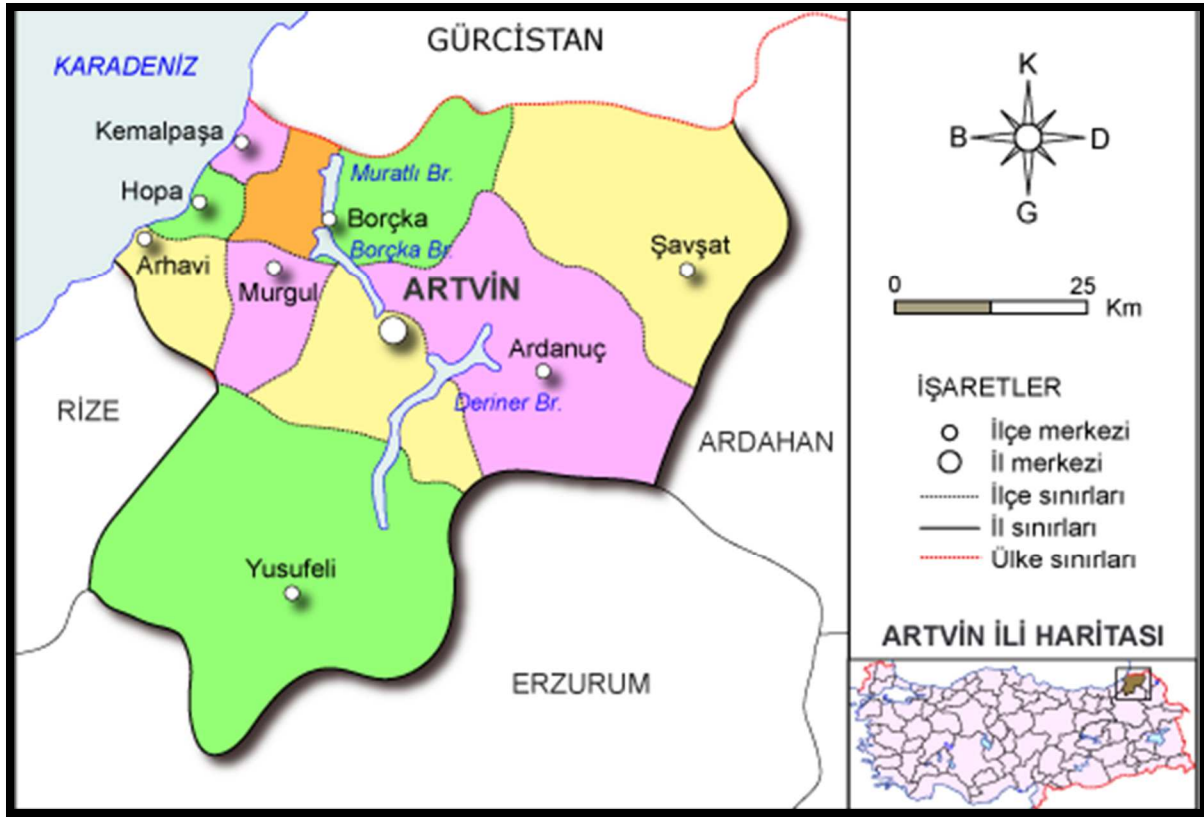 GÜRCİSTAN
KARADENİZ
Kemalpaşa
Hopa
Muratlı Br.
Borçka
Borçka Br.
Arhavi
Murgul
ARTVİN
Şavşat
Ardanuç
Deriner Br.
RİZE
ARDAHAN
Yusufeli
ERZURUM
K
B
D
G
0 25
Km
İŞARETLER
İlçe merkezi
İl merkezi
İlçe sınırları
İl sınırları
Ülke sınırları
ARTVİN İLİ HARİTASI